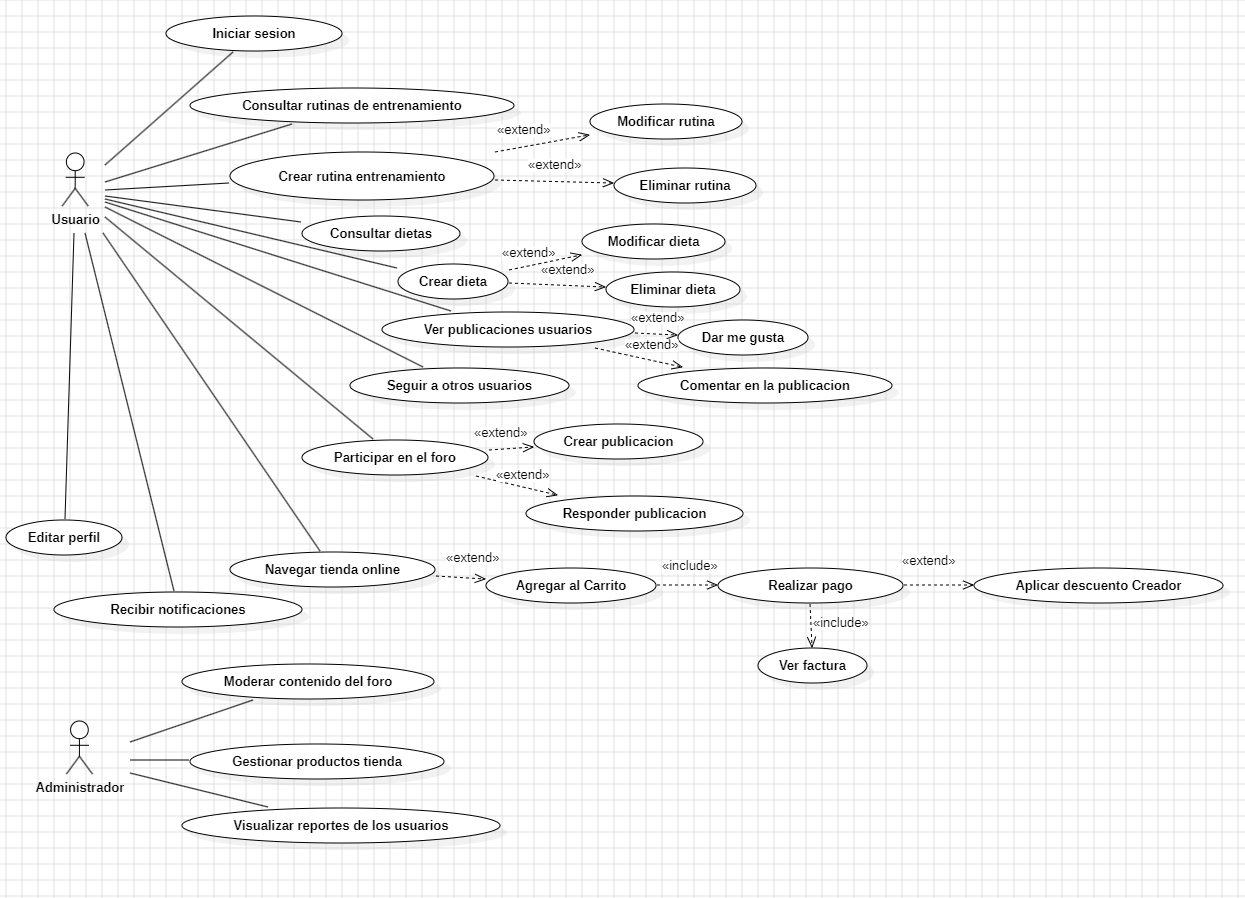 Iniciar sesion
Consultar rutinas de entrenamiento
«extend»
Modificar rutina
Crear rutina entrenamiento
«extend»
Eliminar rutina
Usuario
Consultar dietas
«extend»
Modificar dieta
Crear dieta
«extend»
Eliminar dieta
Ver publicaciones usuarios
«extend»
Dar me gusta
«extend»
Comentar en la publicacion
Seguir a otros usuarios
Participar en el foro
«extend»
Crear publicacion
«extend»
Responder publicacion
Editar perfil
Navegar tienda online
«extend»
Agregar al Carrito
«include»
Realizar pago
«extend»
Aplicar descuento Creador
Recibir notificaciones
«include»
Ver factura
Moderar contenido del foro
Administrador
Gestionar productos tienda
Visualizar reportes de los usuarios